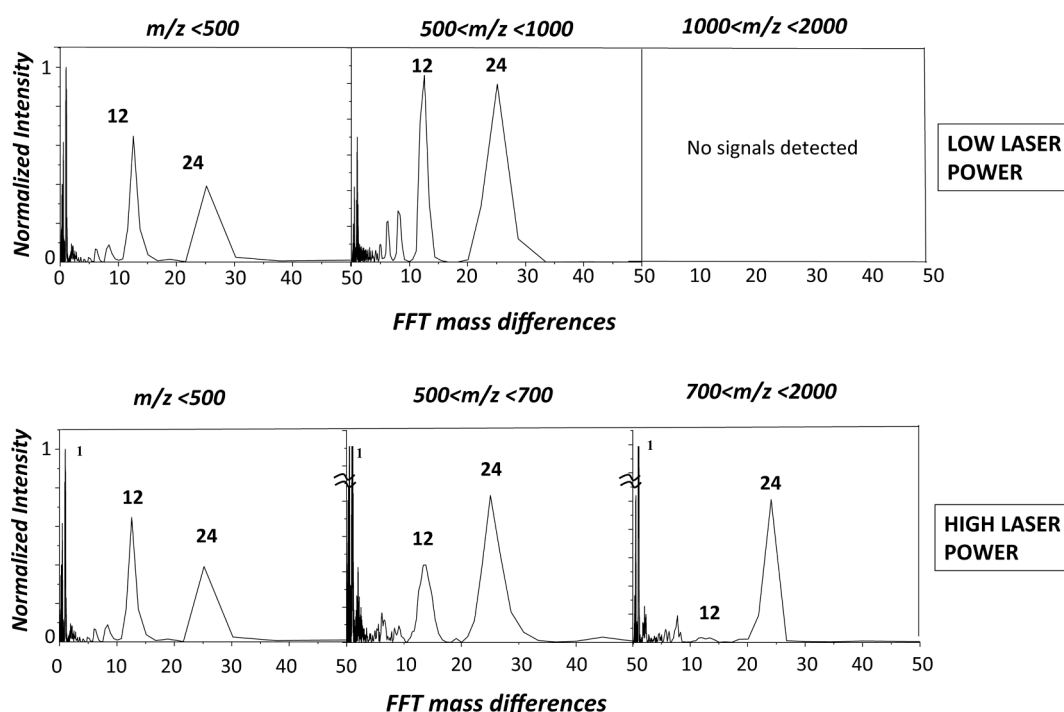 m/z <500 500<m/z <1000 1000<m/z <2000
Normalized Intensity
1
0
12
24
12
24
No signals detected
LOW LASER
POWER
0 10 20 30 40 50 10 20 30 40 50 10 20 30 40 50
FFT mass differences
m/z <500 500<m/z <700 700<m/z <2000
Normalized Intensity
1
0
1
12
24
1
12
24
1
12
24
HIGH LASER
POWER
0 10 20 30 40 50 10 20 30 40 50 10 20 30 40 50
FFT mass differences